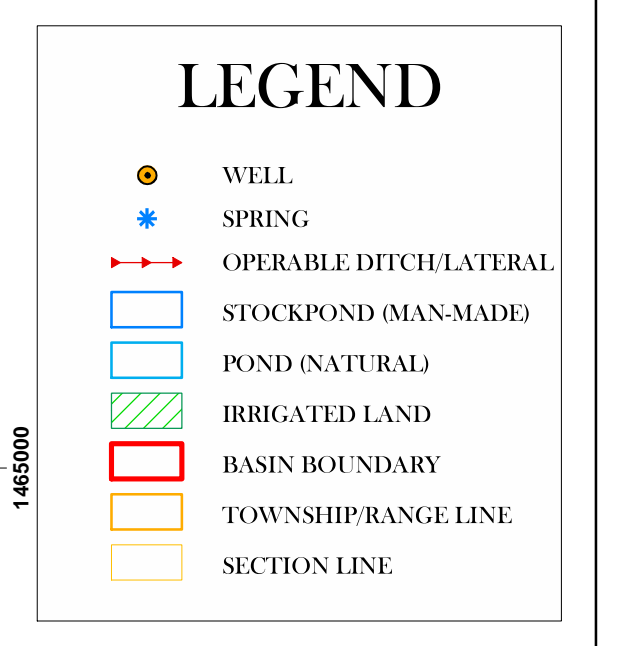 LEGEND
WELL
SPRING
OPERABLE DITCH/LATERAL
STOCKPOND (MAN-MADE)
POND (NATURAL)
IRRIGATED LAND
BASIN BOUNDARY
TOWNSHIP/RANGE LINE
SECTION LINE
1465000